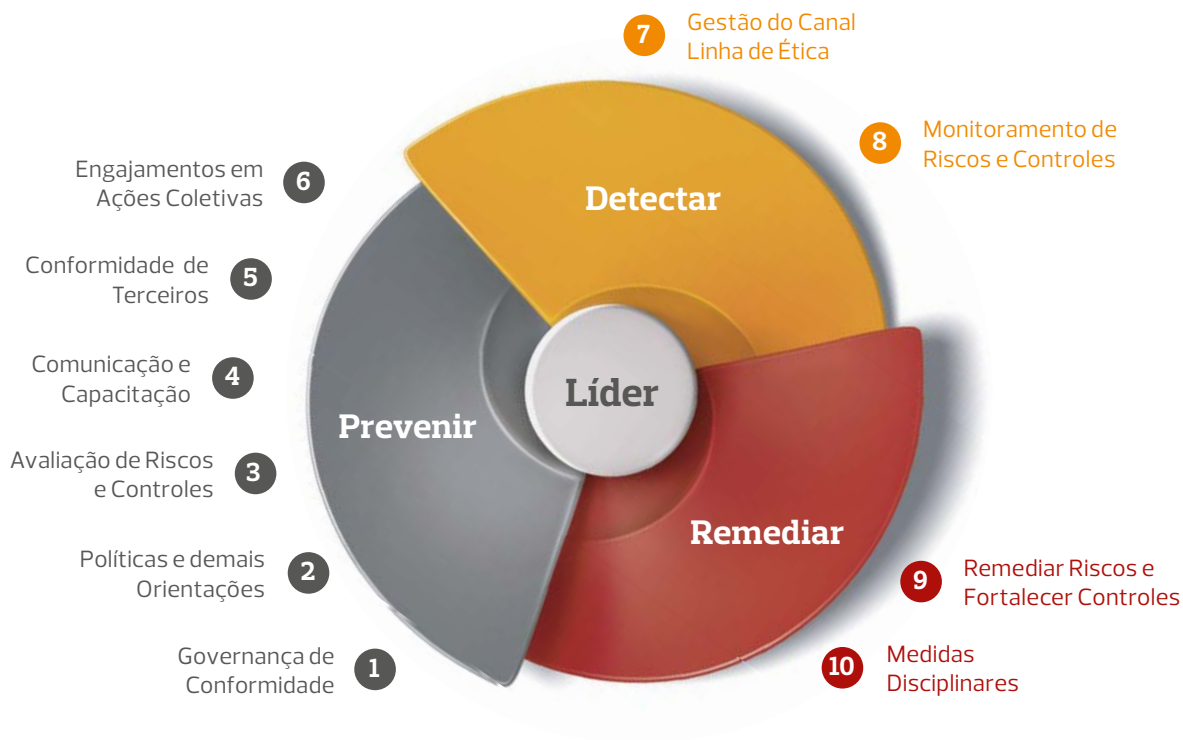 7
Gestão do Canal
Linha de Ética
8
Monitoramento de
Riscos e Controles
Detectar
Engajamentos em
Ações Coletivas
6
Conformidade de
Terceiros
5
Comunicação e
Capacitação
4
Avaliação de Riscos
e Controles
3
Políticas e demais
Orientações
2
Governança de
Conformidade
1
Prevenir
Líder
Remediar
9
Remediar Riscos e
Fortalecer Controles
10
Medidas
Disciplinares